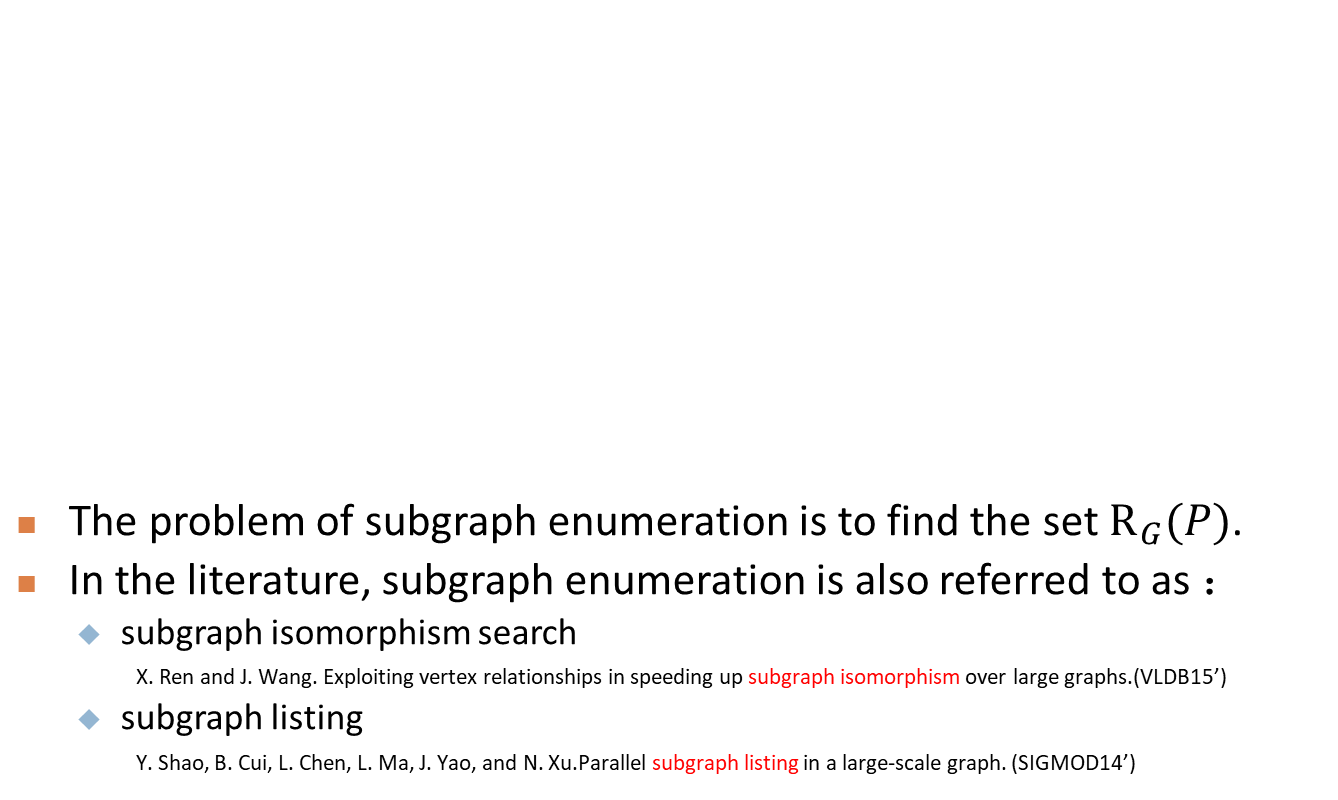 The problem of subgraph enumeration is to find the set R_G(P).
In the literature, subgraph enumeration is also referred to as：
subgraph isomorphism search
X. Ren and J. Wang. Exploiting vertex relationships in speeding up subgraph isomorphism over large graphs.(VLDB15’)
subgraph listing
Y. Shao, B. Cui, L. Chen, L. Ma, J. Yao, and N. Xu.Parallel subgraph listing in a large-scale graph. (SIGMOD14’)